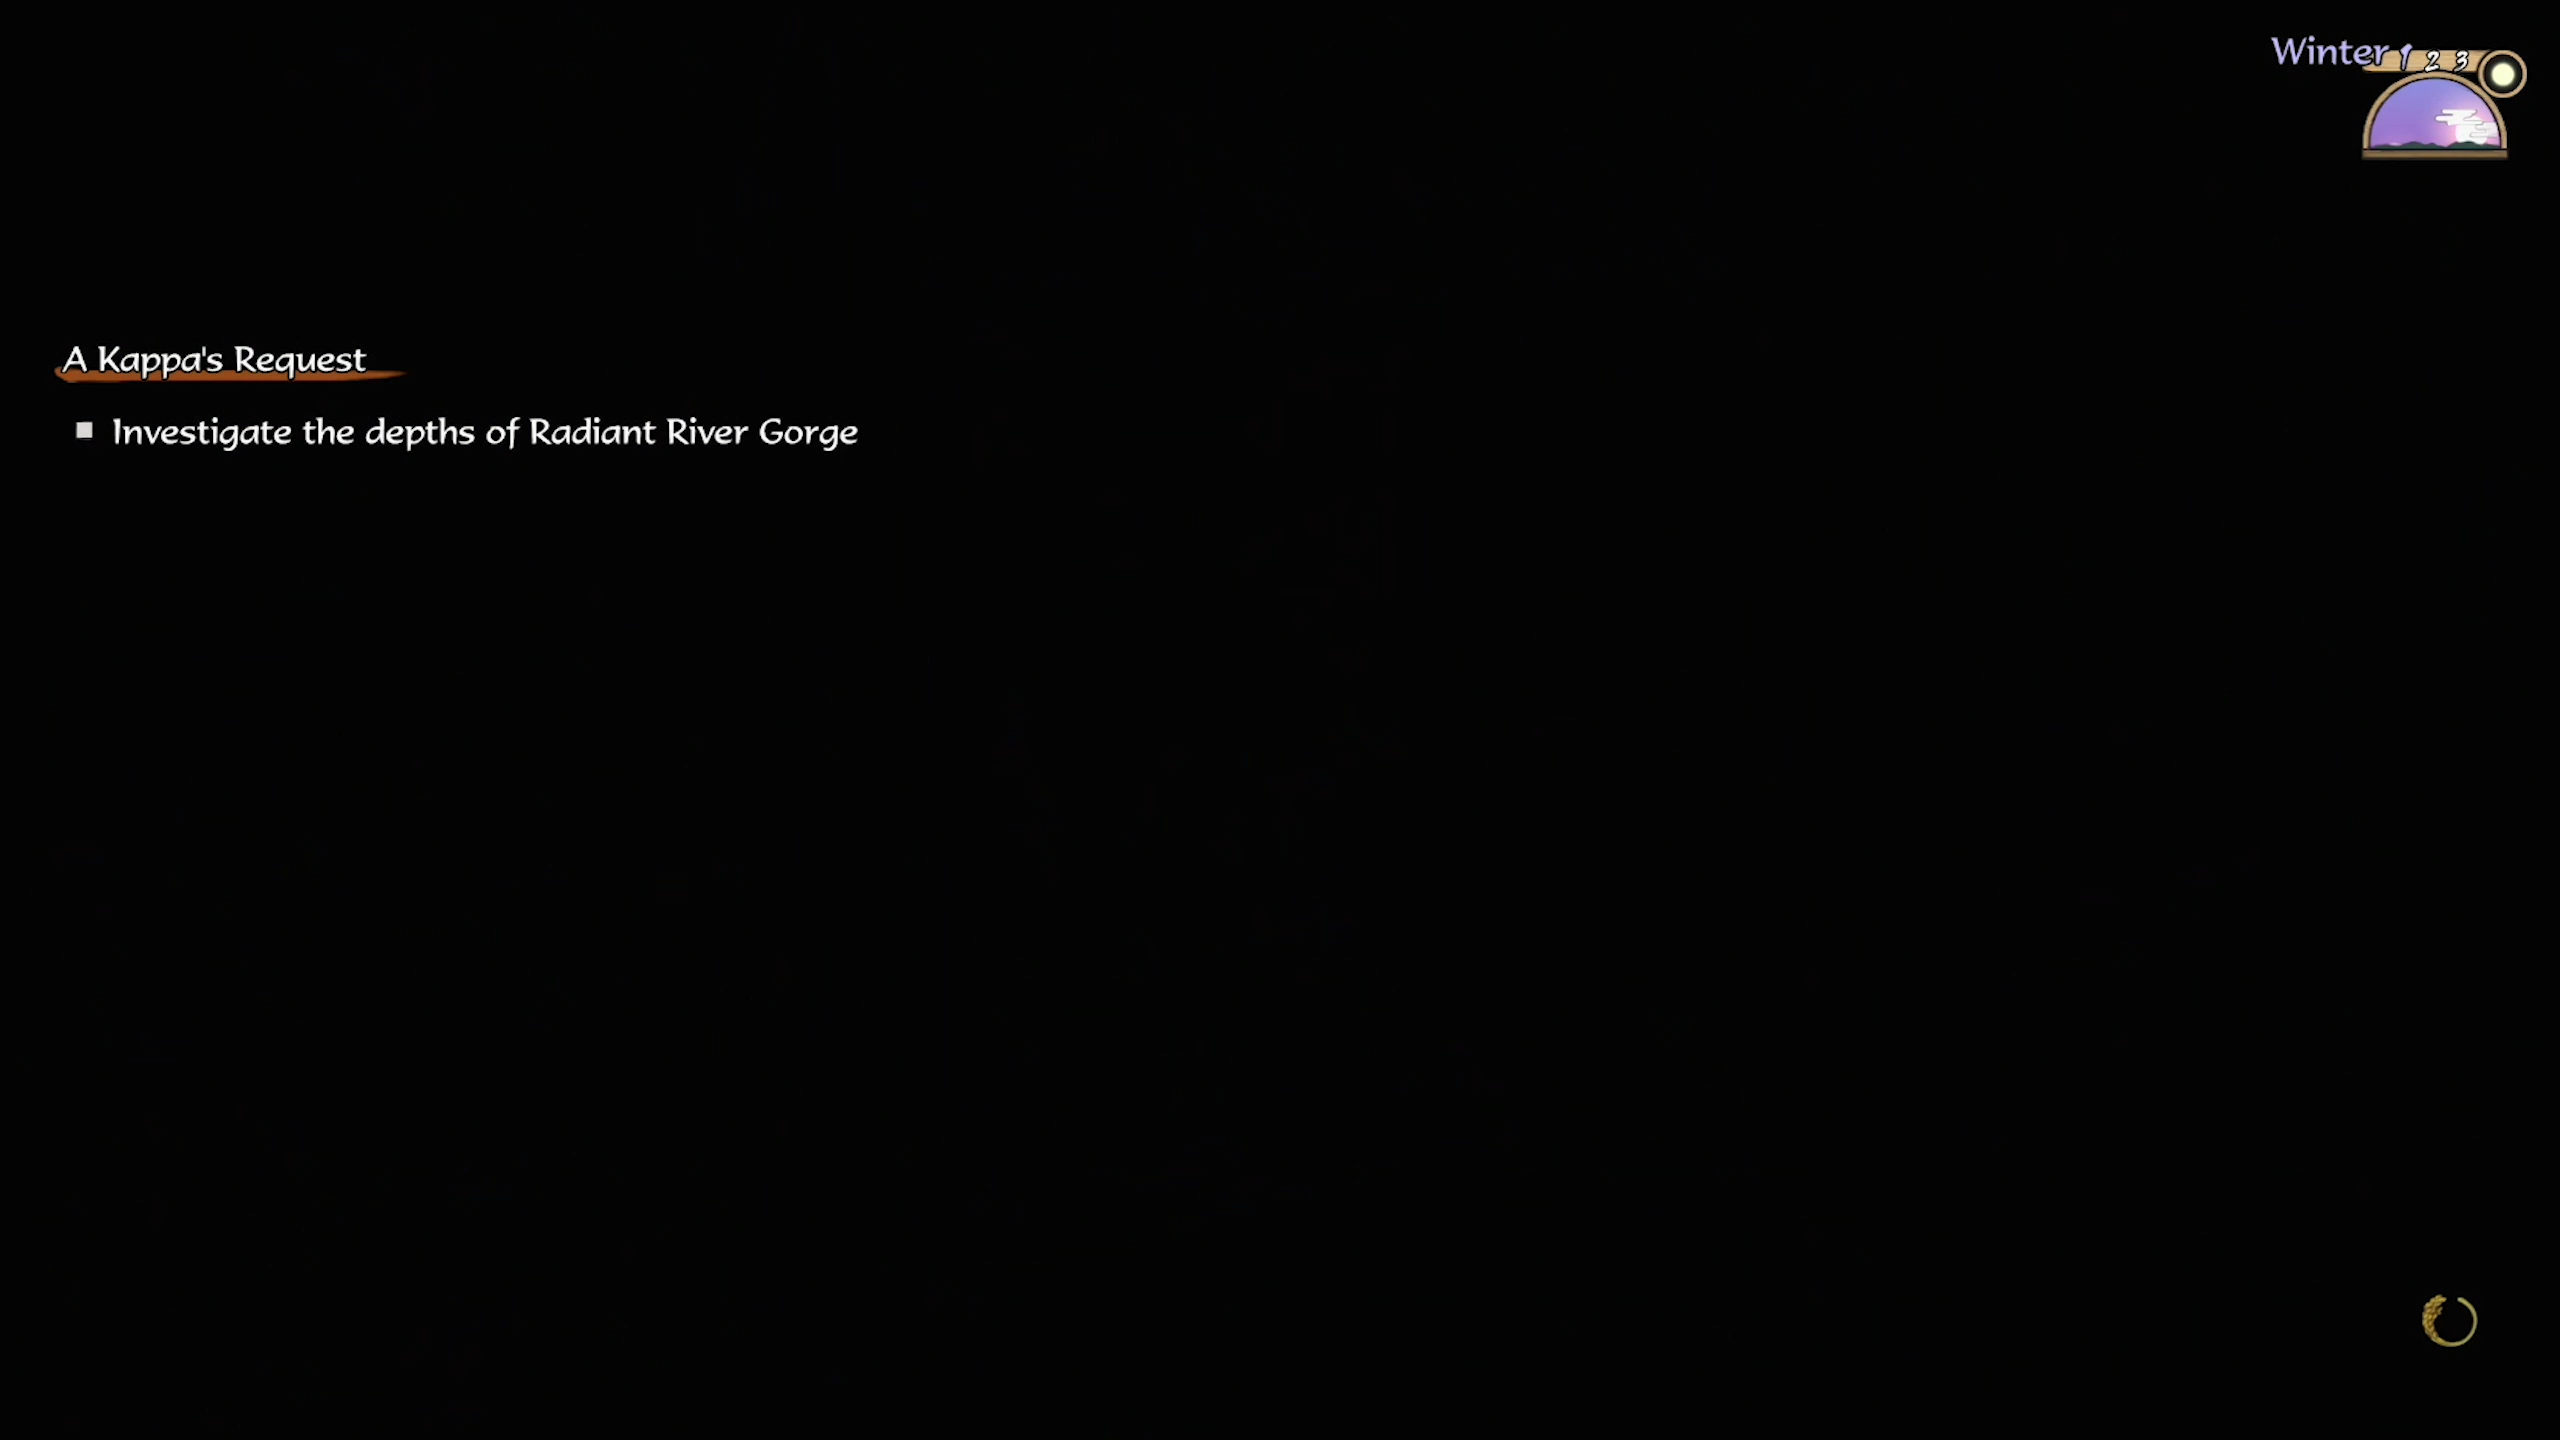 Winter 1 2 3
A Kappa's Request
Investigate the depths of Radiant River Gorge